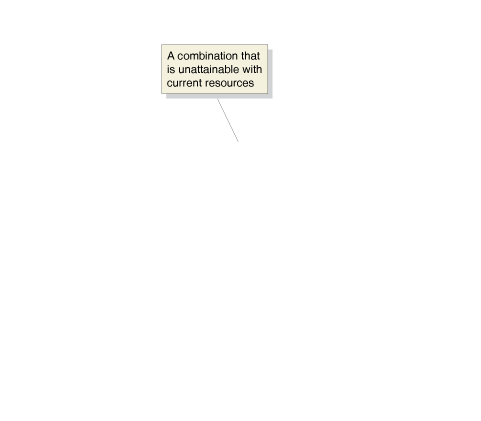 A combination that
is unattainable with
current resources